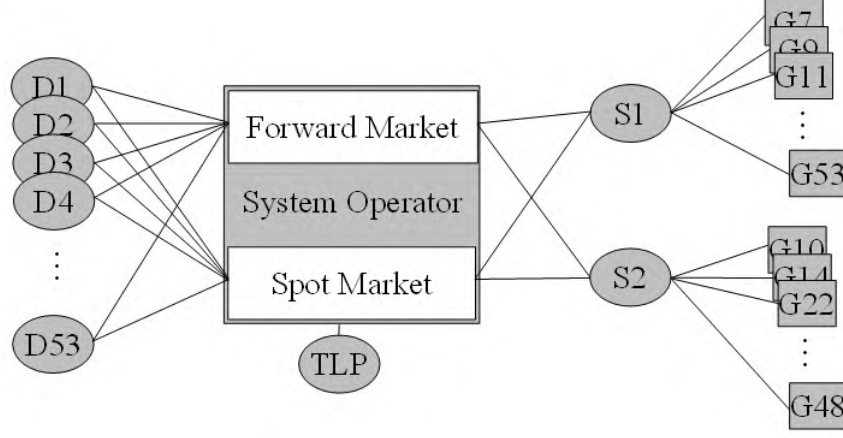 D1
D2
D3
D4
⋮
D53
Forward Market
System Operator
Spot Market
TLP
S1
S2
G7
G9
G11
⋮
G53
G10
G14
G22
⋮
G48